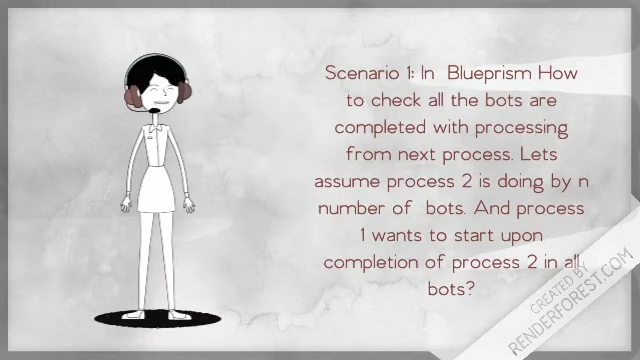 Scenario 1: In Blueprism How
to check all the bots are
completed with processing
from next process. Lets
assume process 2 is doing by n
number of bots. And process
1 wants to start upon
completion of process 2 in all
bots?
CREATED BY
RENDERFOREST.COM